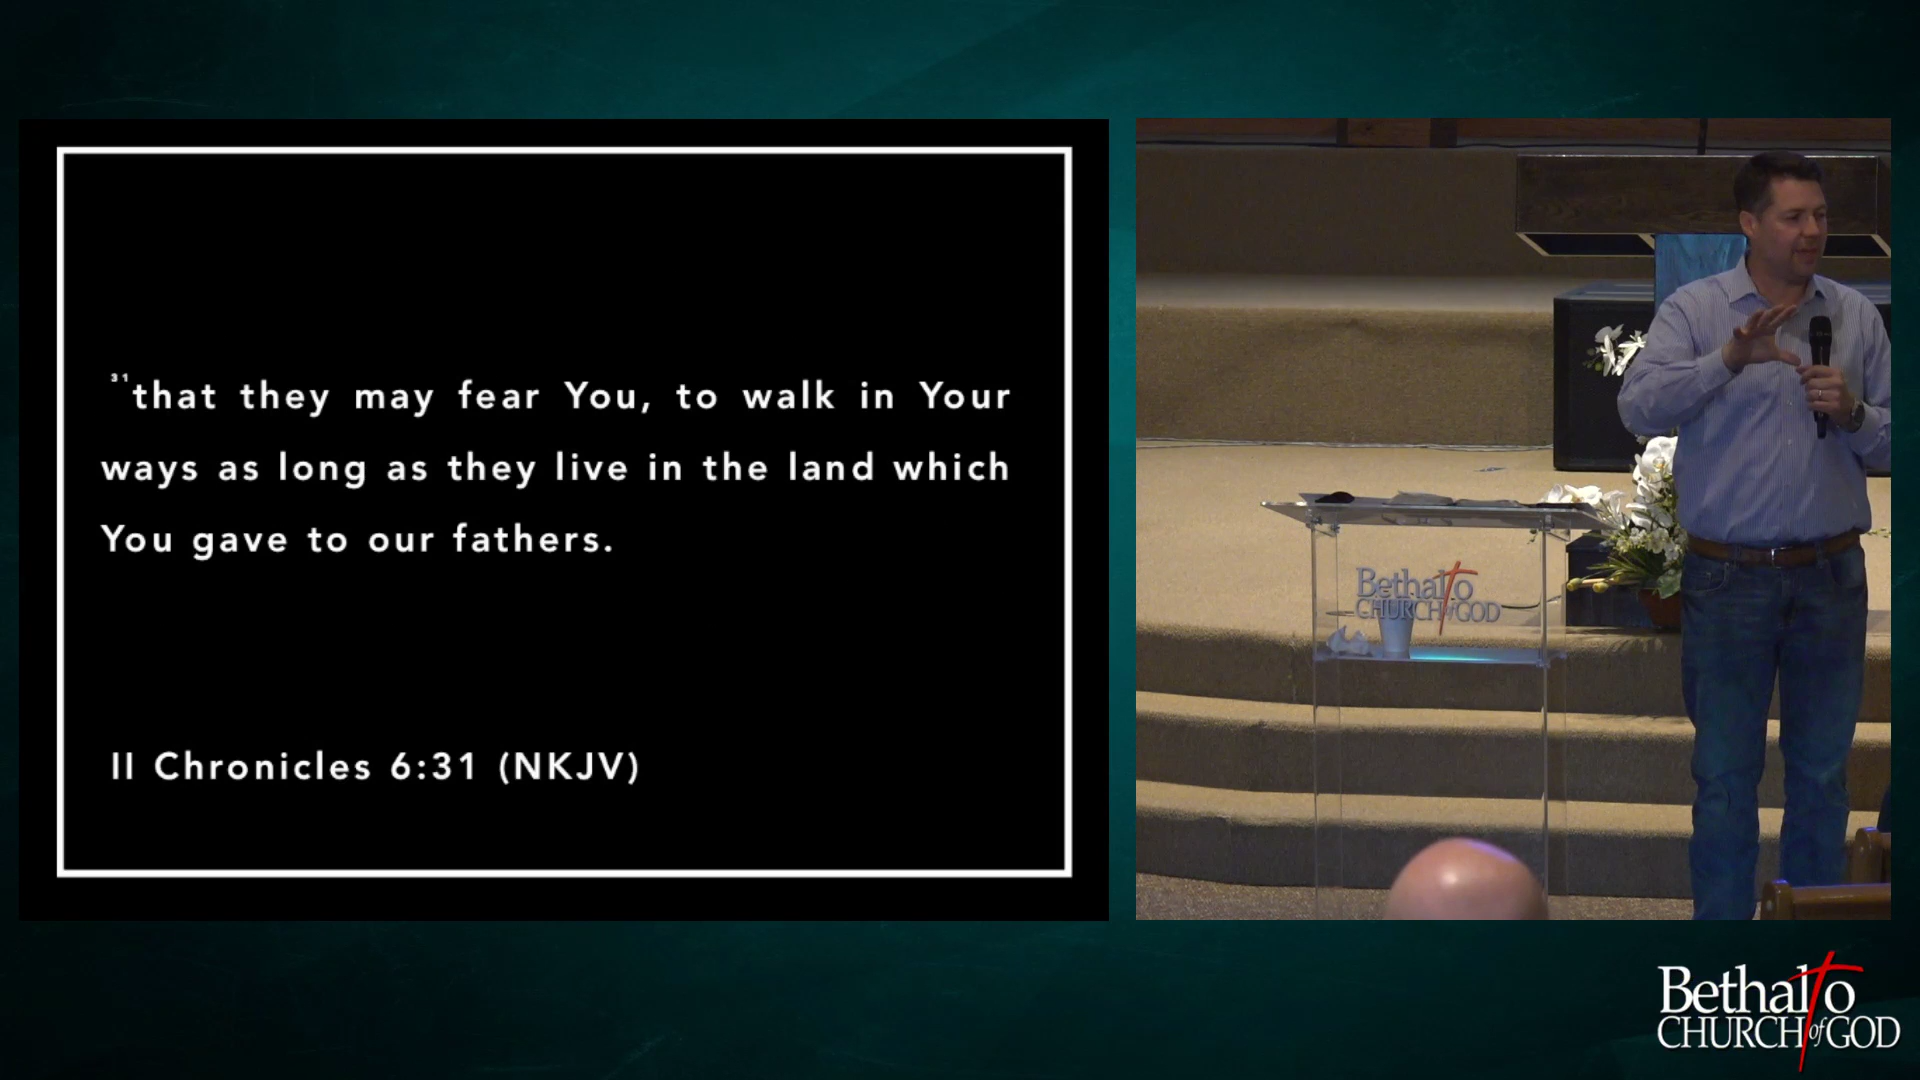 31that they may fear You, to walk in Your
ways as long as they live in the land which
You gave to our fathers.
II Chronicles 6:31 (NKJV)
Bethalto
CHURCH of GOD
Bethalto
CHURCH of GOD